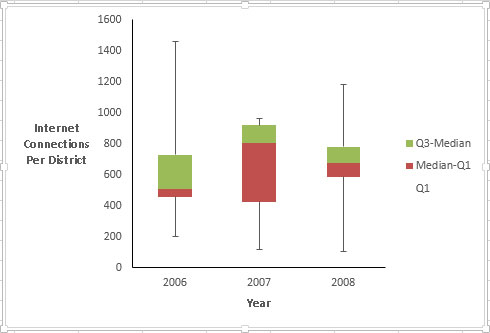 1600
1400
1200
1000
800
600
400
200
0
Internet
Connections
Per District
2006
2007
2008
Year
Q3-Median
Median-Q1
Q1